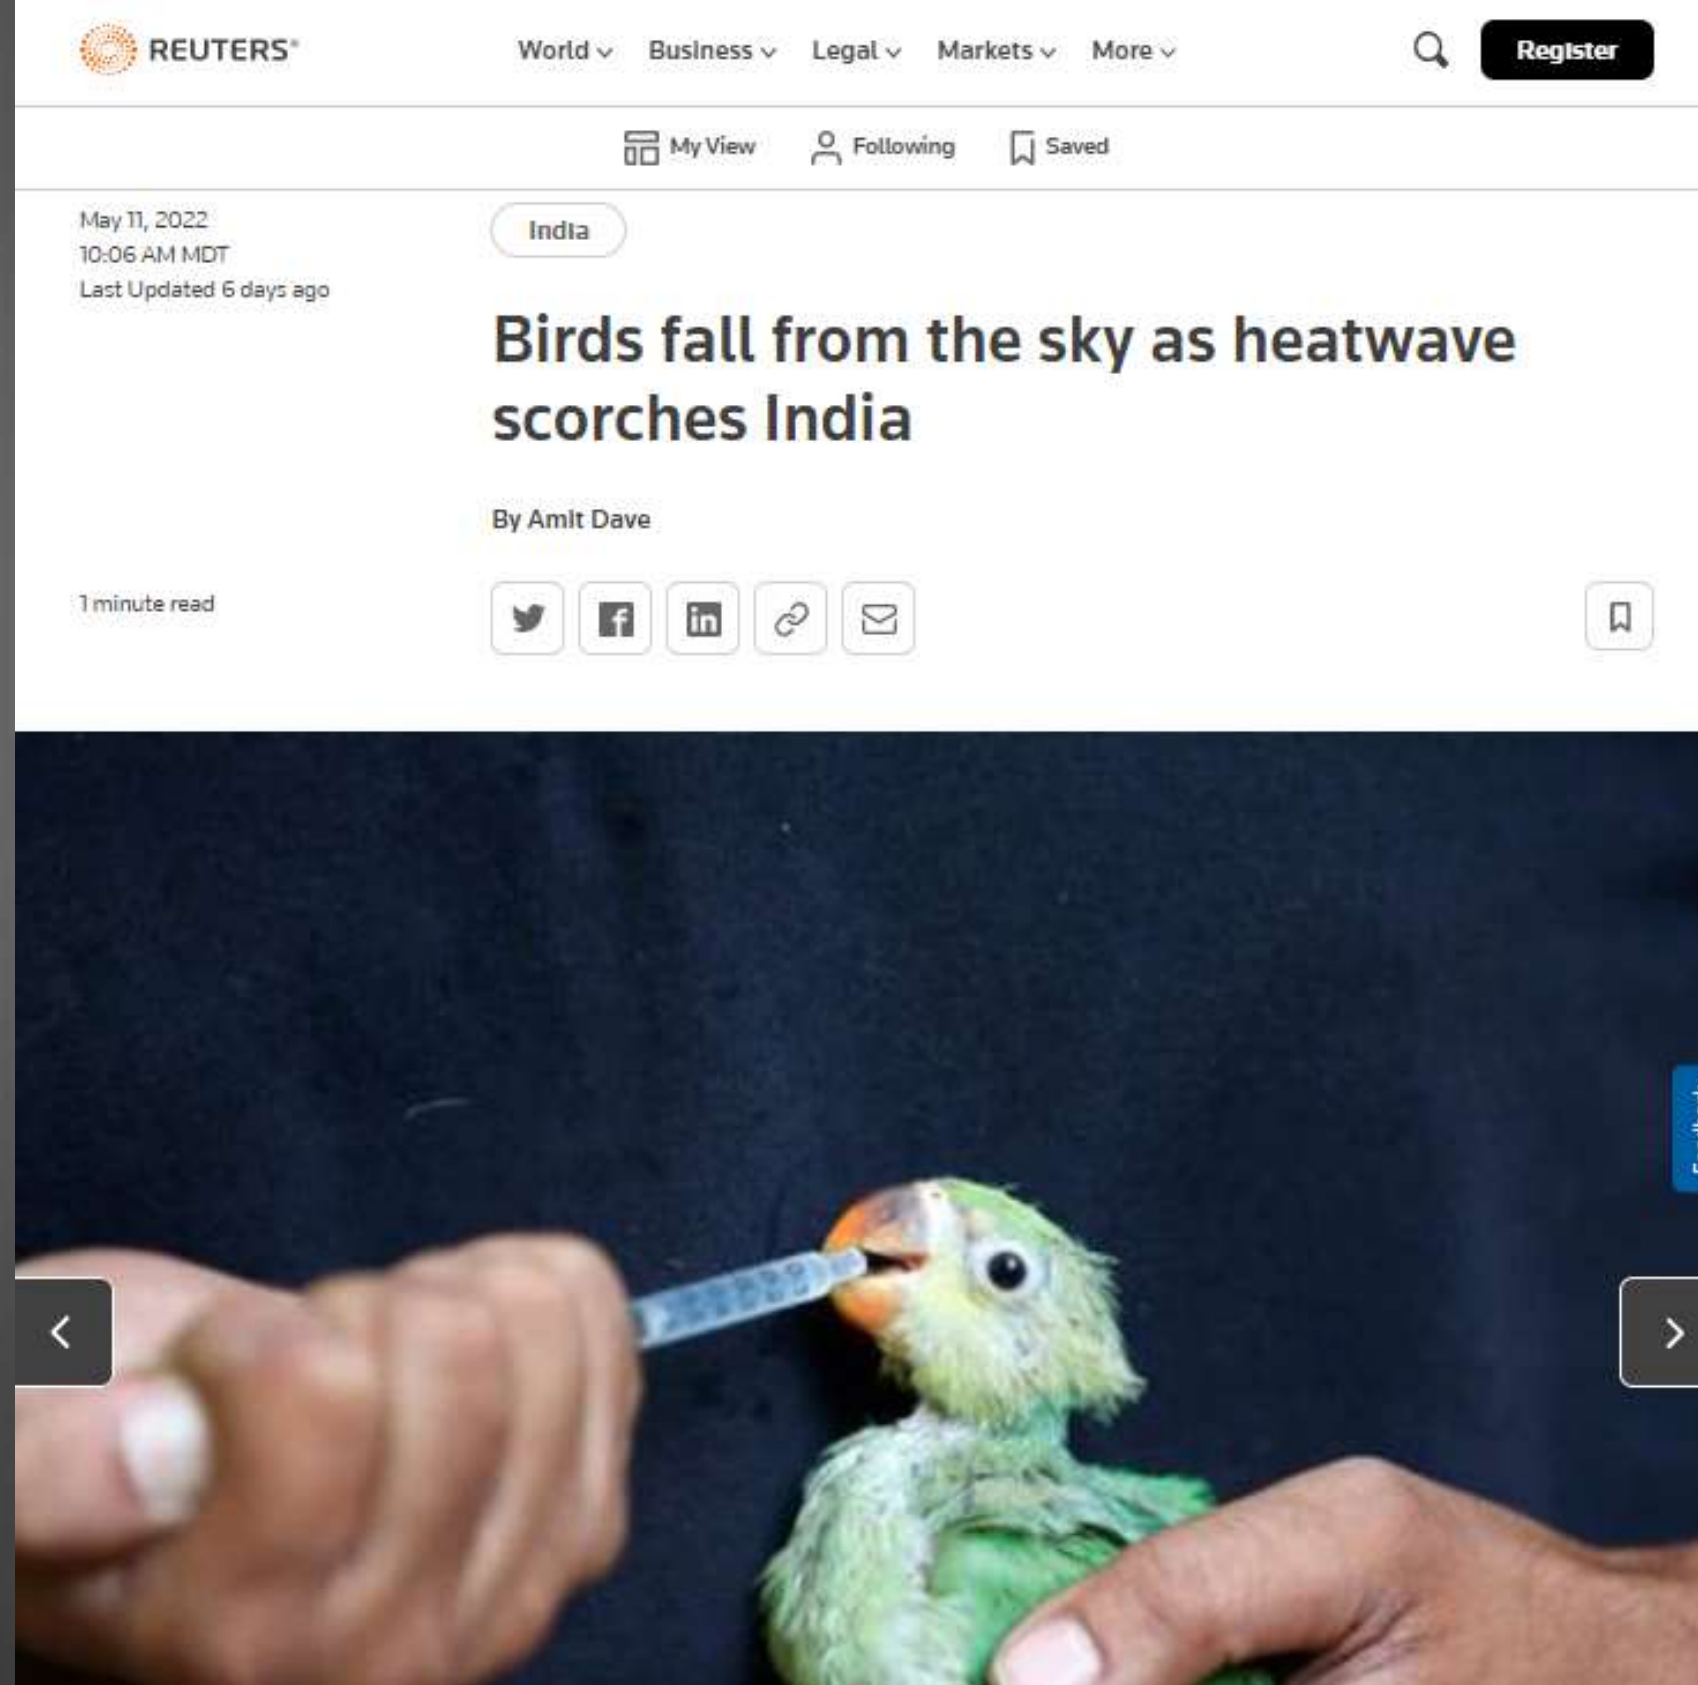 REUTERS®
World Business Legal Markets More
Register
My View Following Saved
May 11, 2022
10:06 AM MDT
Last Updated 6 days ago
India
Birds fall from the sky as heatwave
scorches India
By Amit Dave
1 minute read